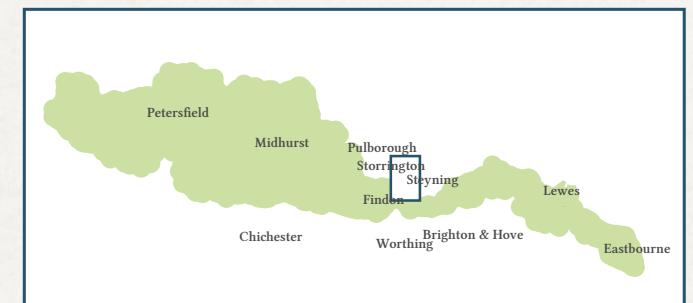 Petersfield
Midhurst
Pulborough
Storrington
Steyning
Lewes
Findon
Chichester
Worthing
Brighton & Hove
Eastbourne